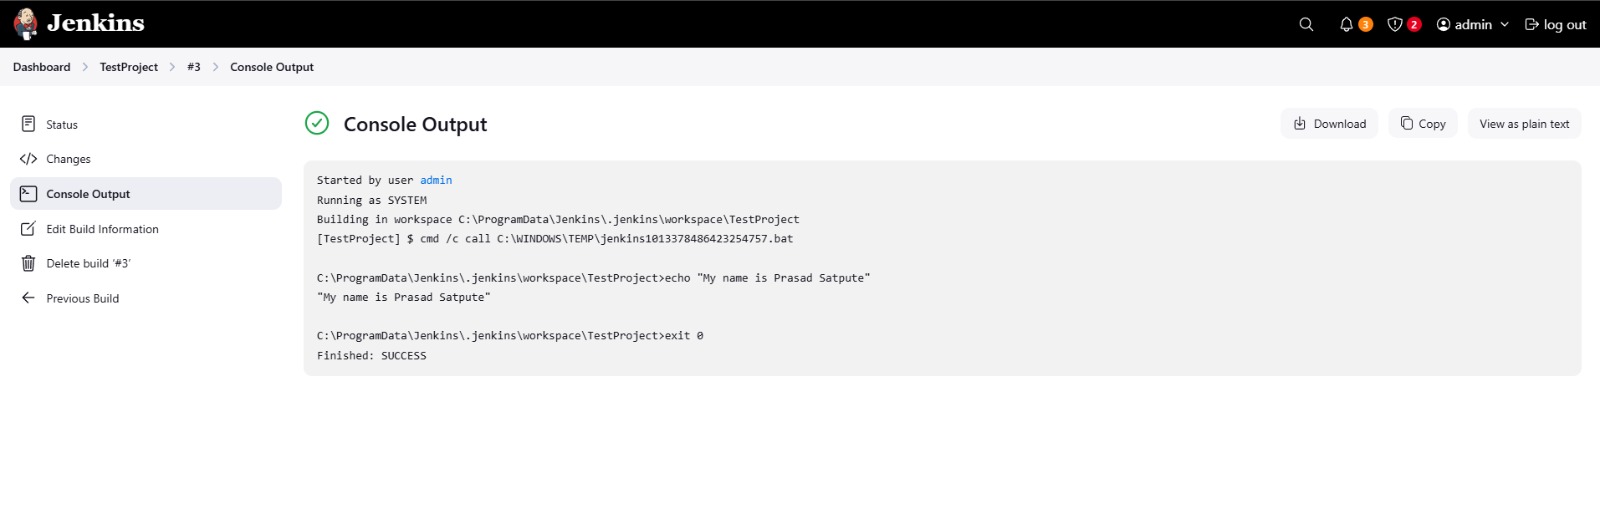 Jenkins
3
2
admin
log out
Dashboard
TestProject
#3
Console Output
Status
Changes
Console Output
Edit Build Information
Delete build '#3'
Previous Build
Console Output
Download
Copy
View as plain text
Started by user admin
Running as SYSTEM
Building in workspace C:\ProgramData\Jenkins\.jenkins\workspace\TestProject
[TestProject] $ cmd /c call C:\WINDOWS\TEMP\jenkins1013378486423254757.bat
C:\ProgramData\Jenkins\.jenkins\workspace\TestProject>echo "My name is Prasad Satpute"
"My name is Prasad Satpute"
C:\ProgramData\Jenkins\.jenkins\workspace\TestProject>exit 0
Finished: SUCCESS